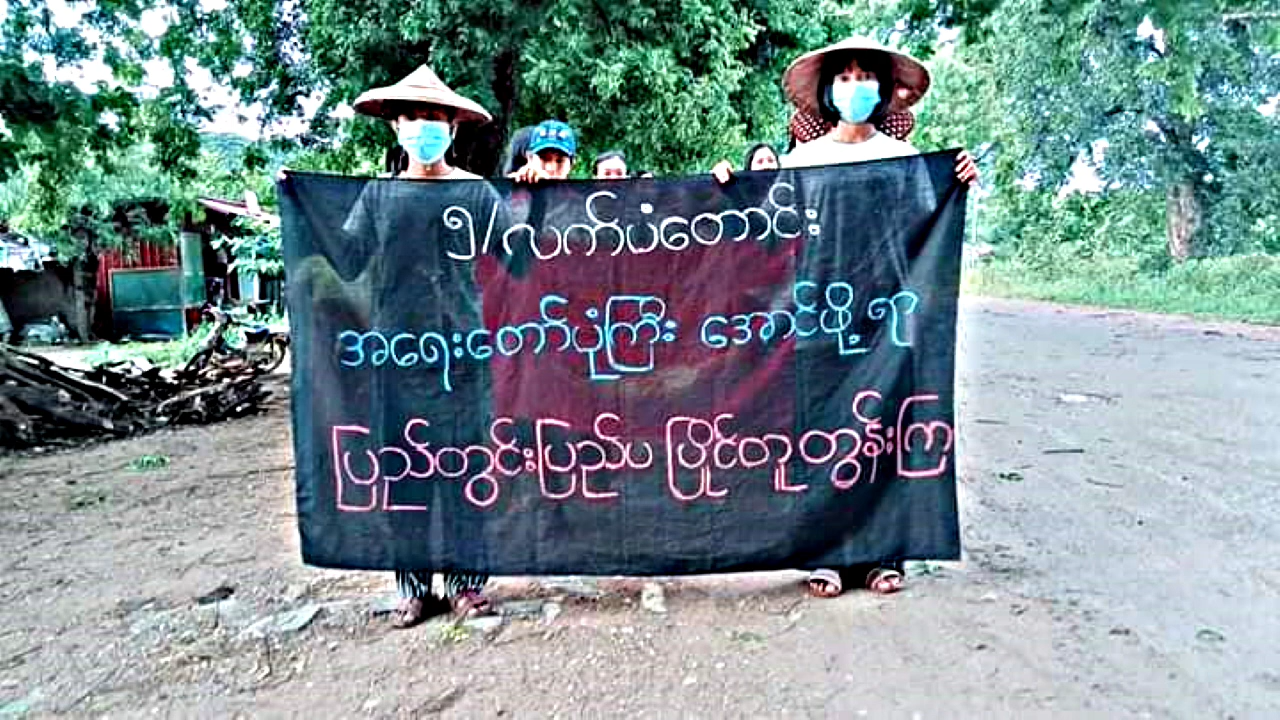 ၅/လက်ပံတောင်း
အရေးတော်ပုံကြီး အောင်ဖို့ရာ
ပြည်တွင်းပြည်ပ ပြိုင်တူတွန်းကြ